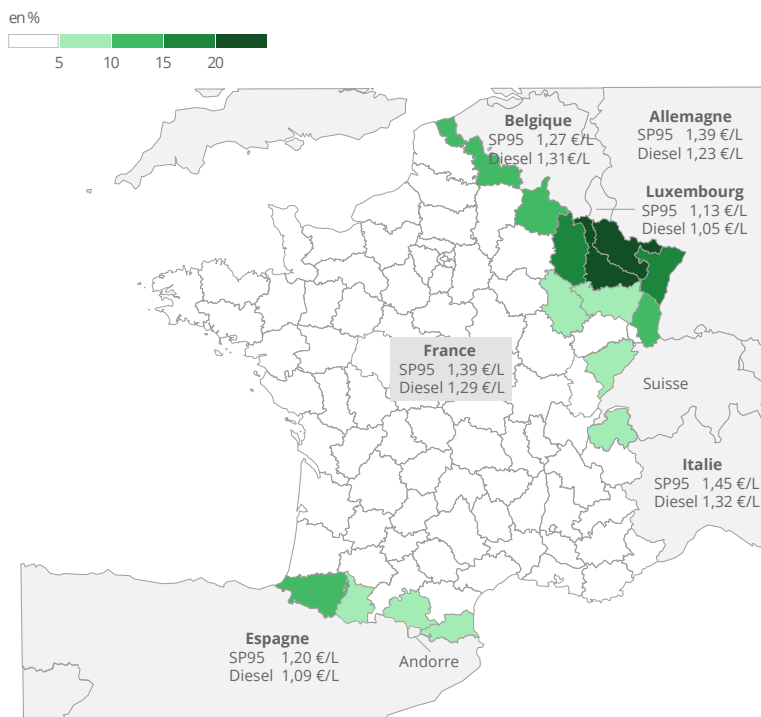 en %
5 10 15 20
Belgique
SP95 1,27 €/L
Diesel 1,31€/L
Allemagne
SP95 1,39 €/L
Diesel 1,23 €/L
Luxembourg
SP95 1,13 €/L
Diesel 1,05 €/L
France
SP95 1,39 €/L
Diesel 1,29 €/L
Suisse
Italie
SP95 1,45 €/L
Diesel 1,32 €/L
Espagne
SP95 1,20 €/L
Diesel 1,09 €/L
Andorre